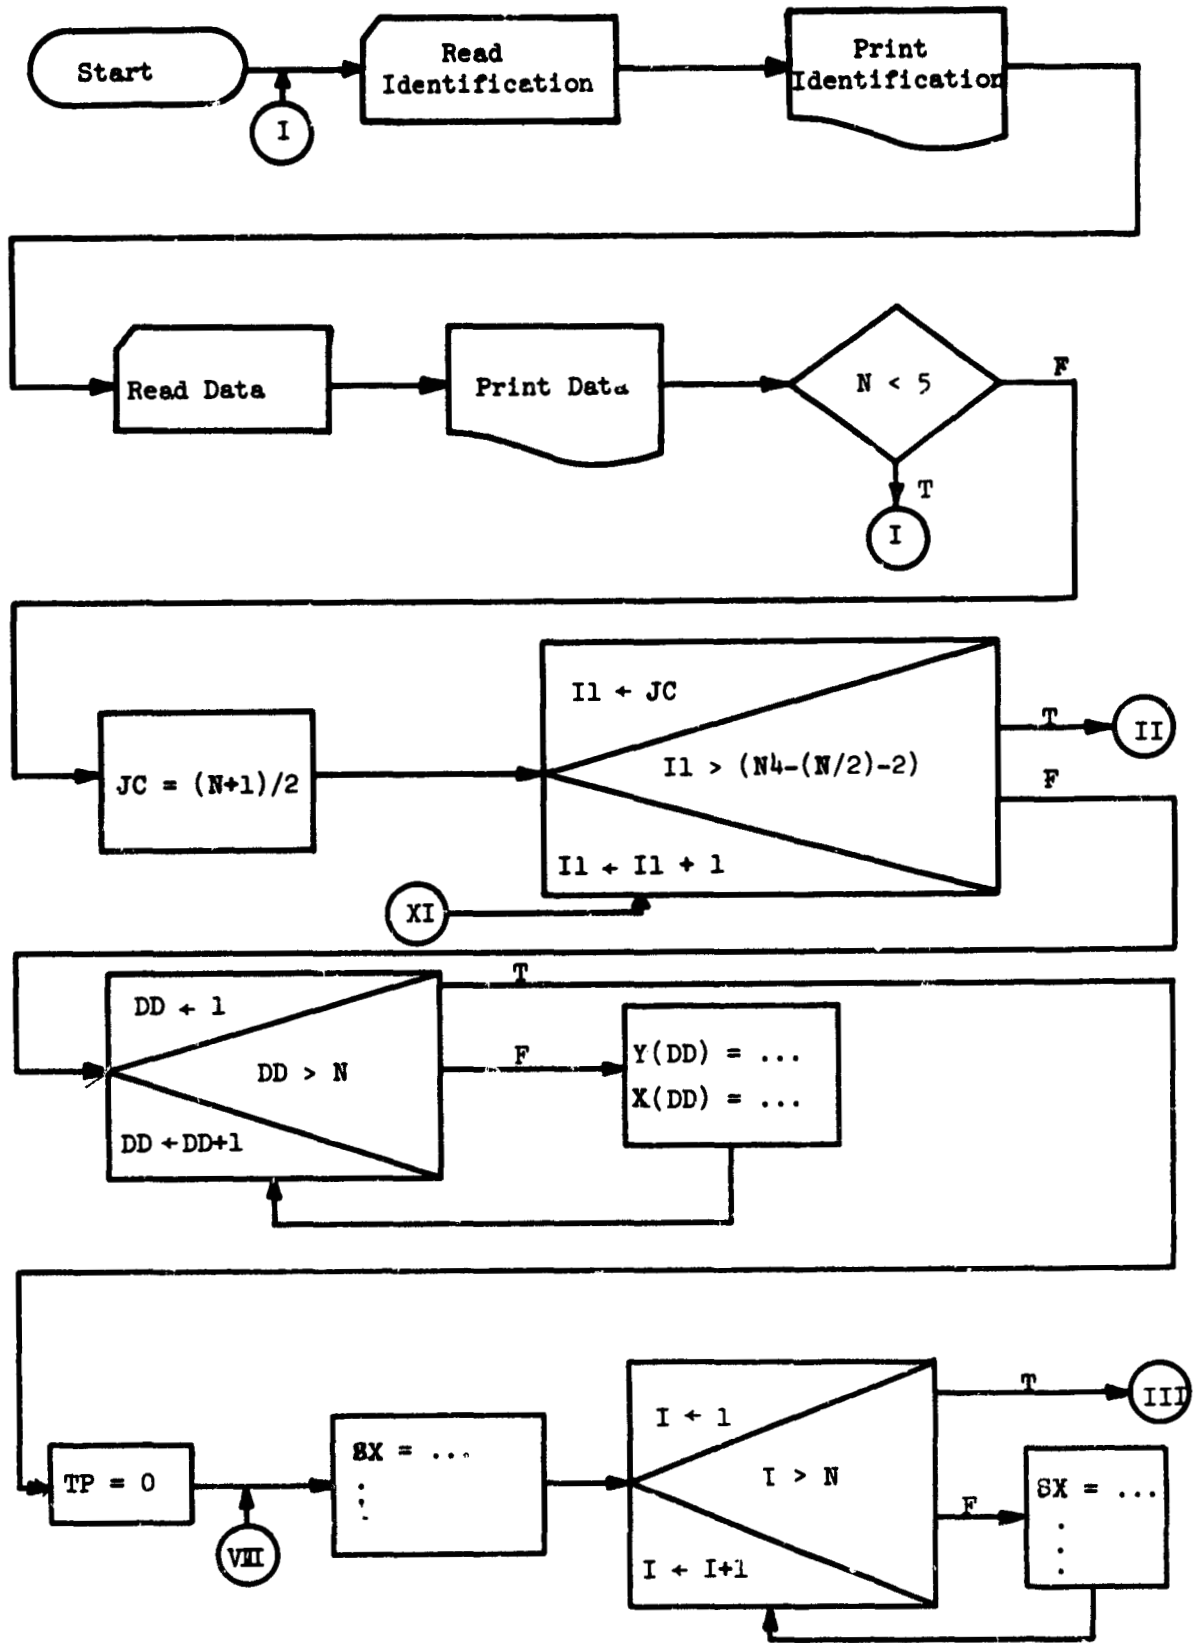 Start
I
Read
Identification
Print
Identification
Read Data
Print Data
N < 5
F
T
I
JC = (N+1)/2
I1 ← JC
I1 > (N4-(N/2)-2)
I1 ← I1 + 1
T
II
F
XI
DD ← 1
DD > N
DD ←DD+1
T
F
Y(DD) = ...
X(DD) = ...
TP = 0
SX = ...
I ← 1
I > N
I ← I+1
T
III
F
SX = ...